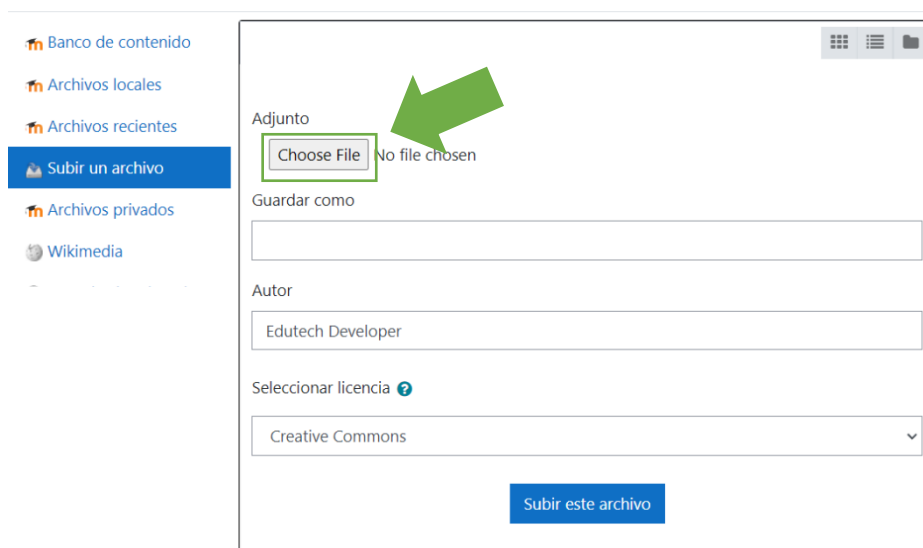 Banco de contenido
Archivos locales
Archivos recientes
Subir un archivo
Archivos privados
Wikimedia
Adjunto
Choose File No file chosen
Guardar como
Autor
Edutech Developer
Seleccionar licencia
Creative Commons
Subir este archivo